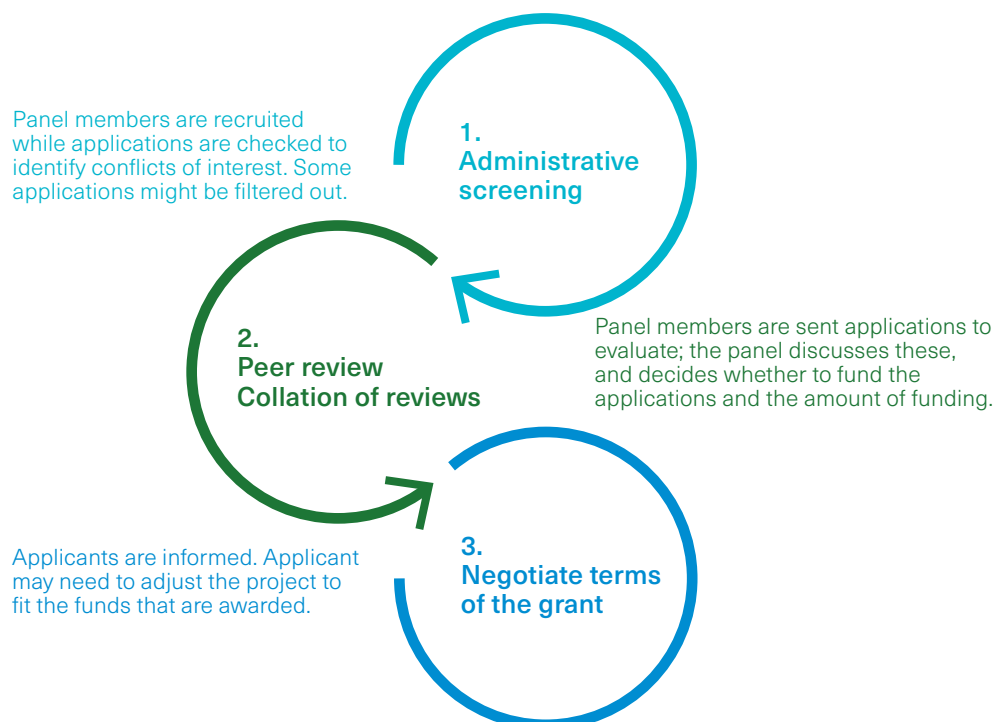 Panel members are recruited
while applications are checked to
identify conflicts of interest. Some
applications might be filtered out.
1.
Administrative
screening
2.
Peer review
Collation of reviews
Panel members are sent applications to
evaluate; the panel discusses these,
and decides whether to fund the
applications and the amount of funding.
Applicants are informed. Applicant
may need to adjust the project to
fit the funds that are awarded.
3.
Negotiate terms
of the grant